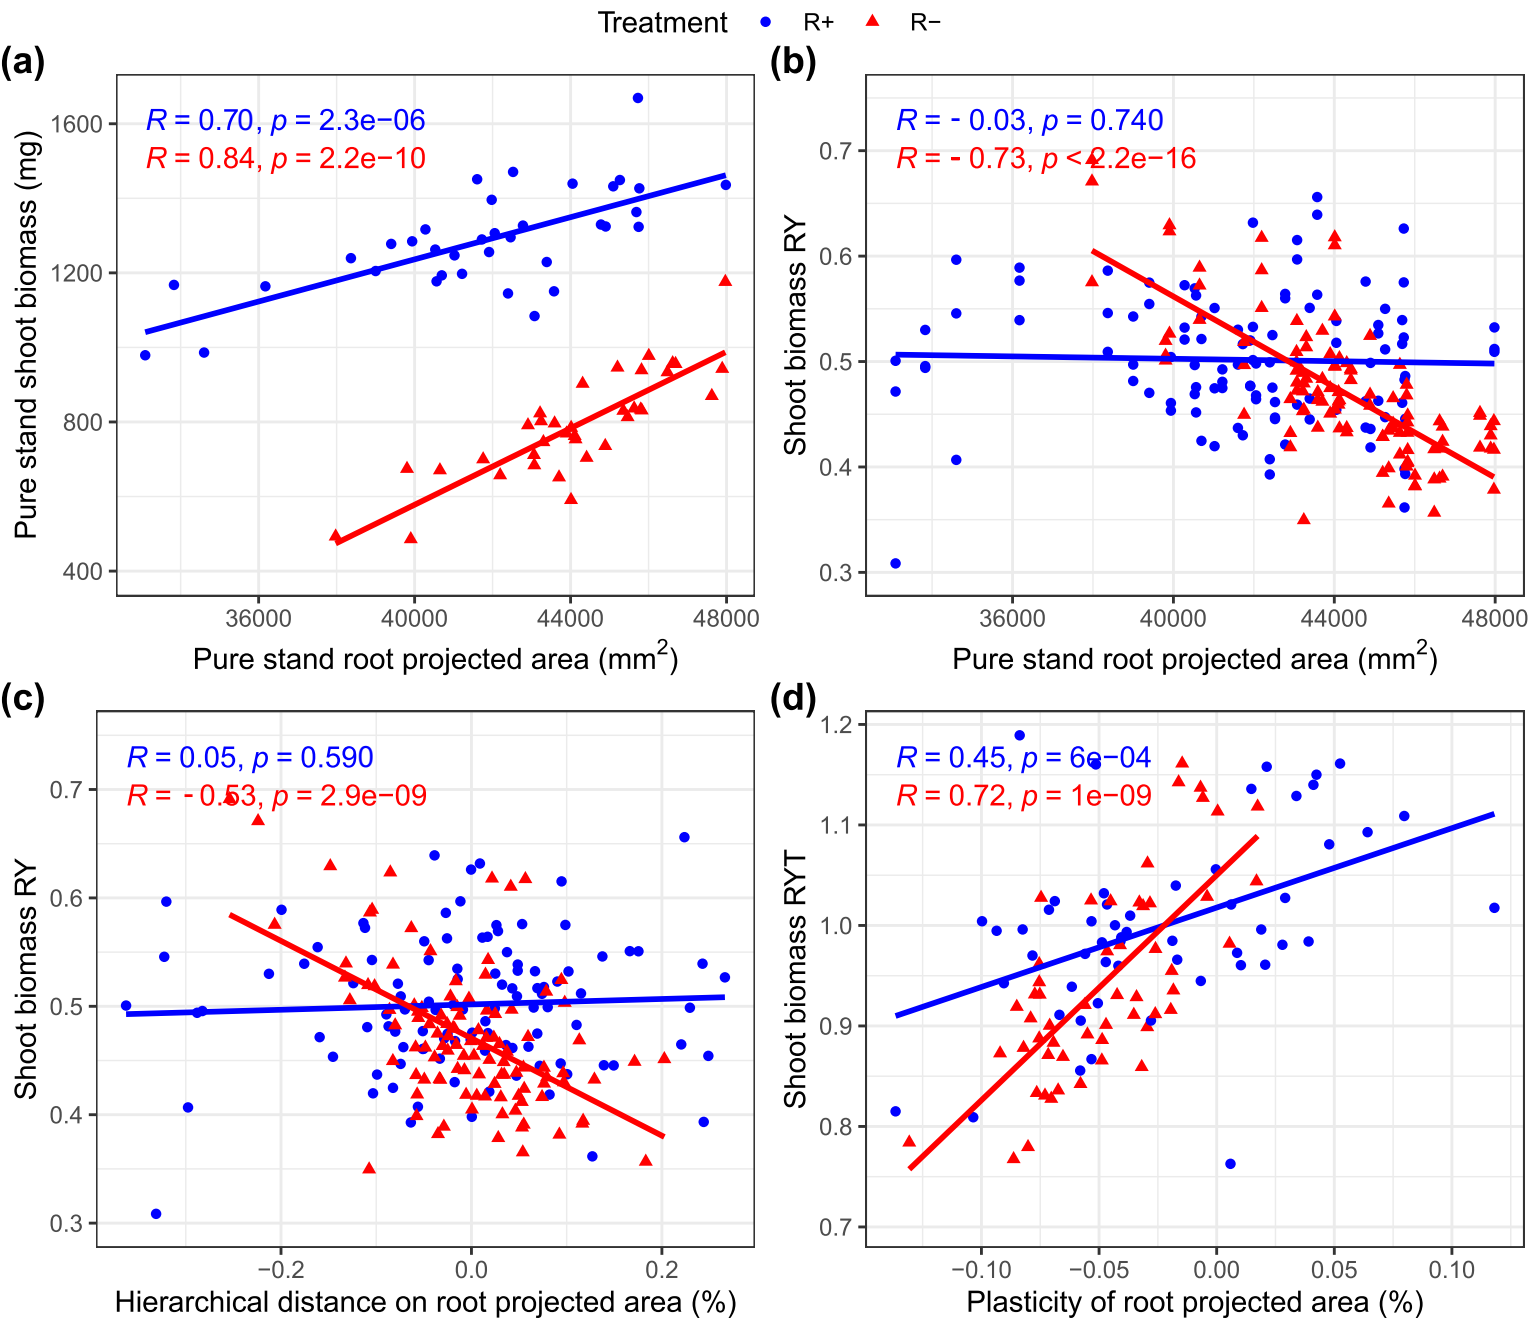 Treatment R+ R−
(a)
R = 0.70, p = 2.3e−06
R = 0.84, p = 2.2e−10
Pure stand shoot biomass (mg)
1600
1200
800
400
36000 40000 44000 48000
Pure stand root projected area (mm²)
(b)
R = - 0.03, p = 0.740
R = - 0.73, p < 2.2e−16
Shoot biomass RY
0.7
0.6
0.5
0.4
0.3
36000 40000 44000 48000
Pure stand root projected area (mm²)
(c)
R = 0.05, p = 0.590
R = - 0.53, p = 2.9e−09
Shoot biomass RY
0.7
0.6
0.5
0.4
0.3
−0.2 0.0 0.2
Hierarchical distance on root projected area (%)
(d)
R = 0.45, p = 6e−04
R = 0.72, p = 1e−09
Shoot biomass RYT
1.2
1.1
1.0
0.9
0.8
0.7
−0.10 −0.05 0.00 0.05 0.10
Plasticity of root projected area (%)